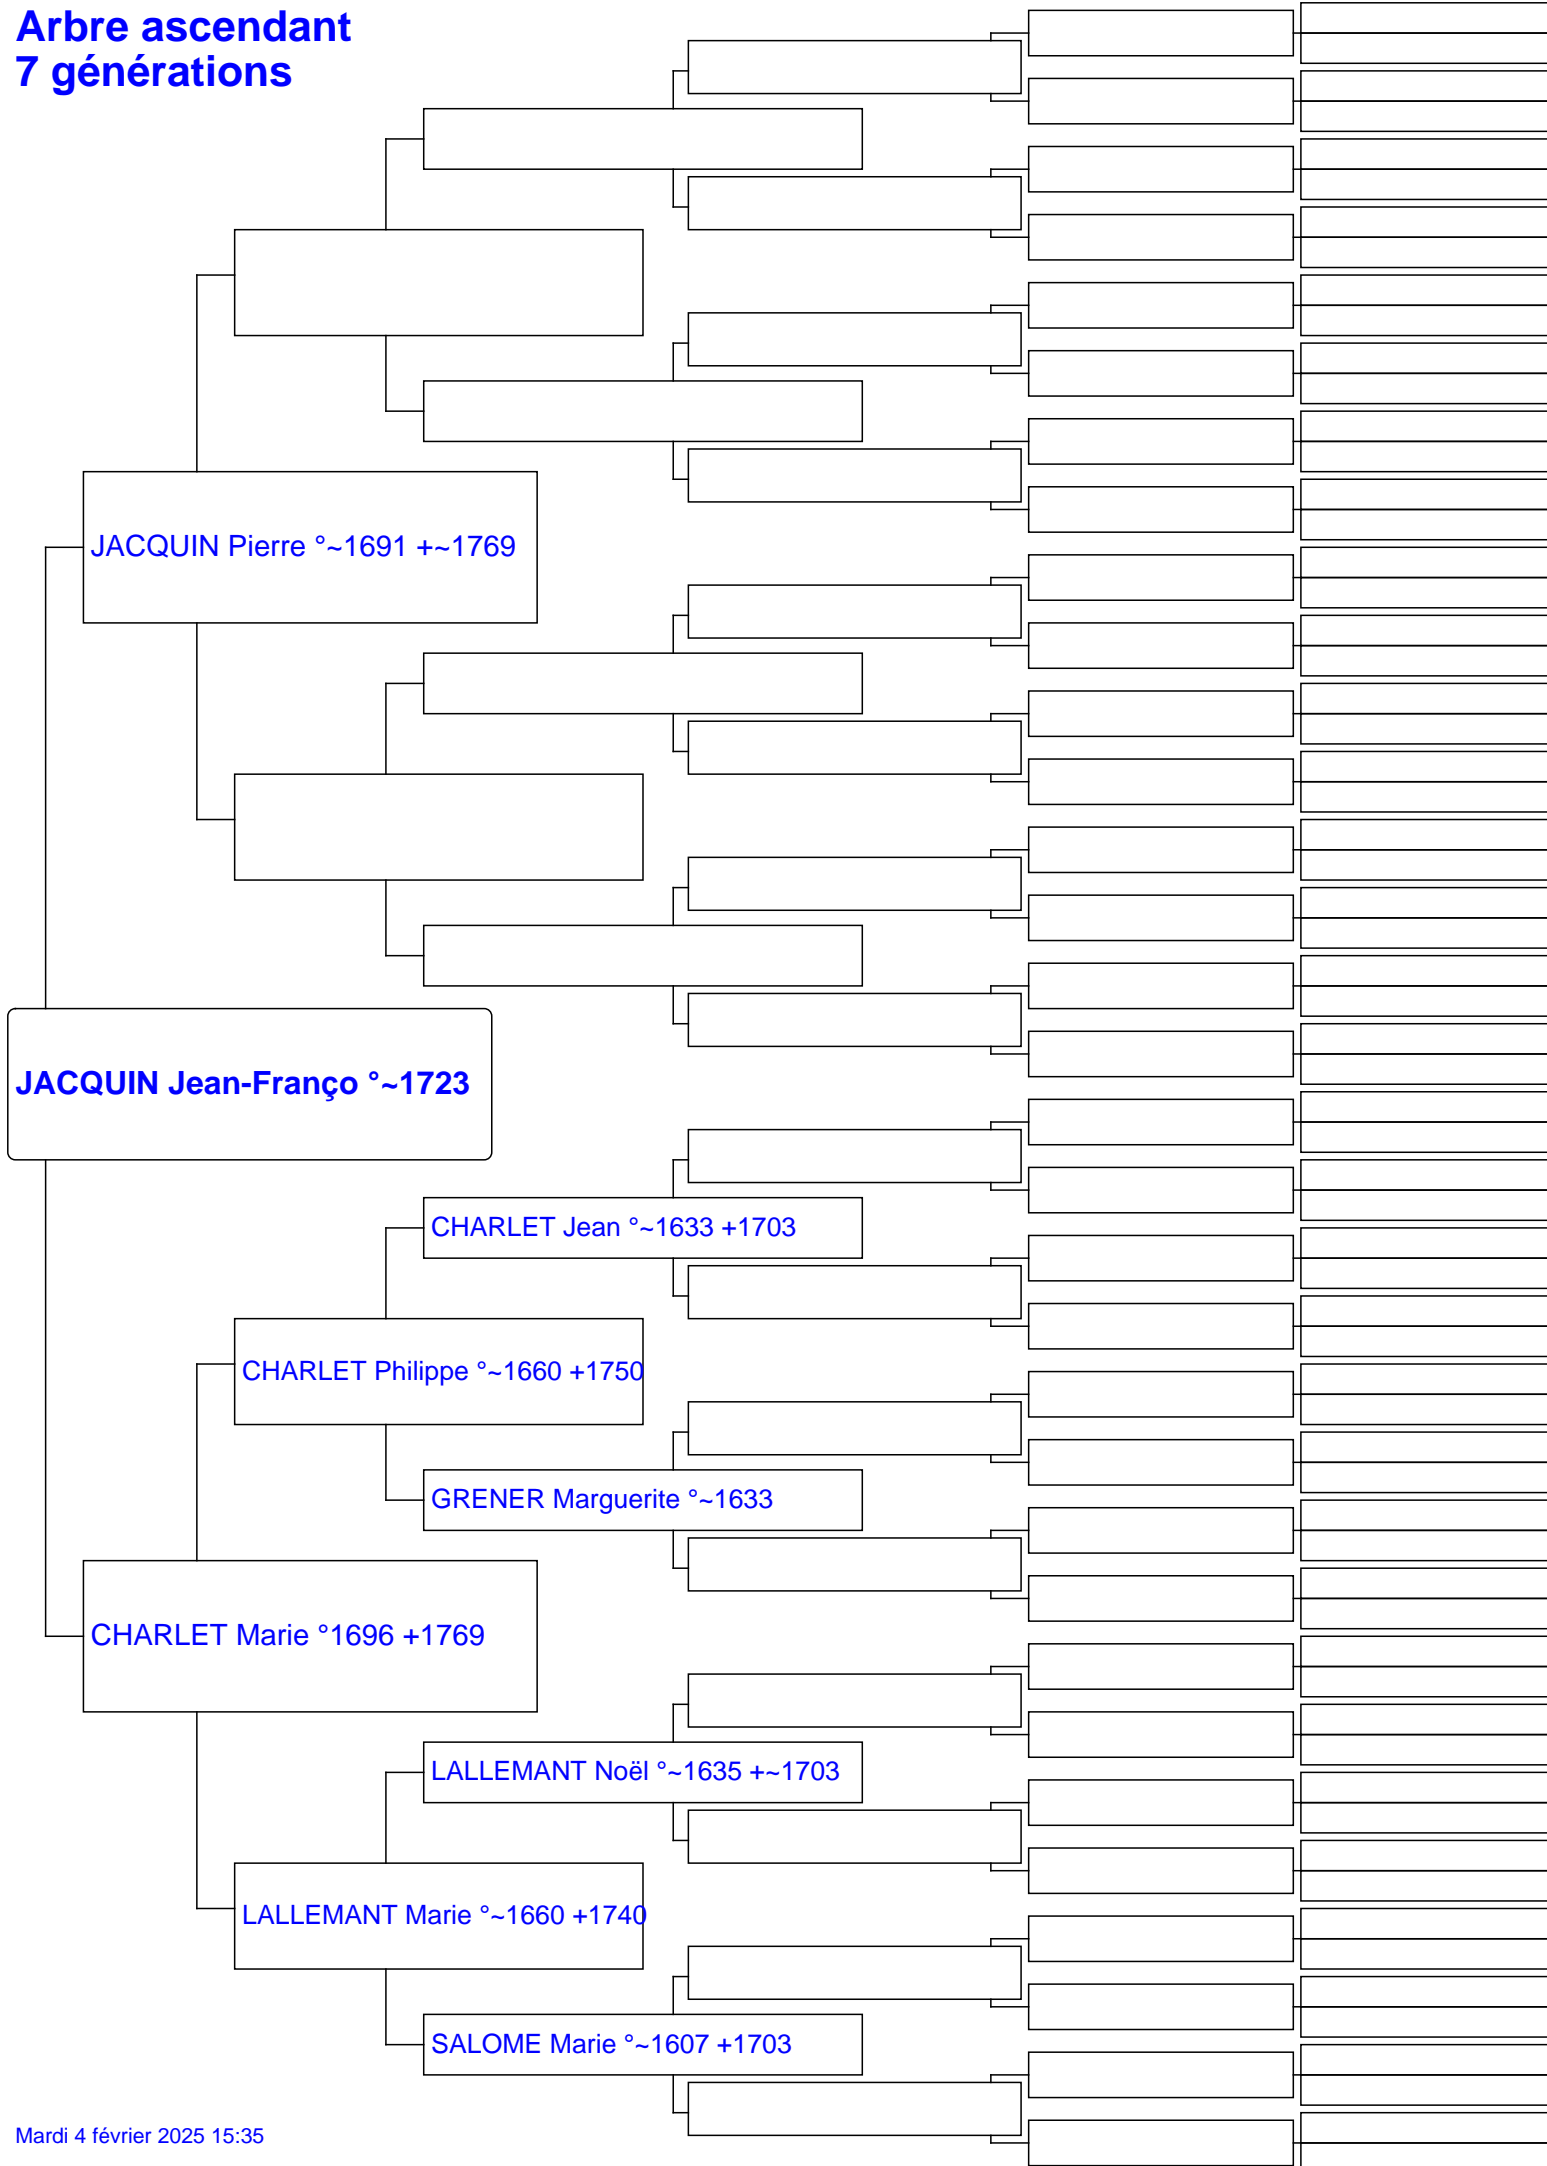 Arbre ascendant
7 générations
JACQUIN Pierre °~1691 +~1769
JACQUIN Jean-Franço °~1723
CHARLET Jean °~1633 +1703
CHARLET Philippe °~1660 +1750
GRENER Marguerite °~1633
CHARLET Marie °1696 +1769
LALLEMANT Noël °~1635 +~1703
LALLEMANT Marie °~1660 +1740
SALOME Marie °~1607 +1703
Mardi 4 février 2025 15:35